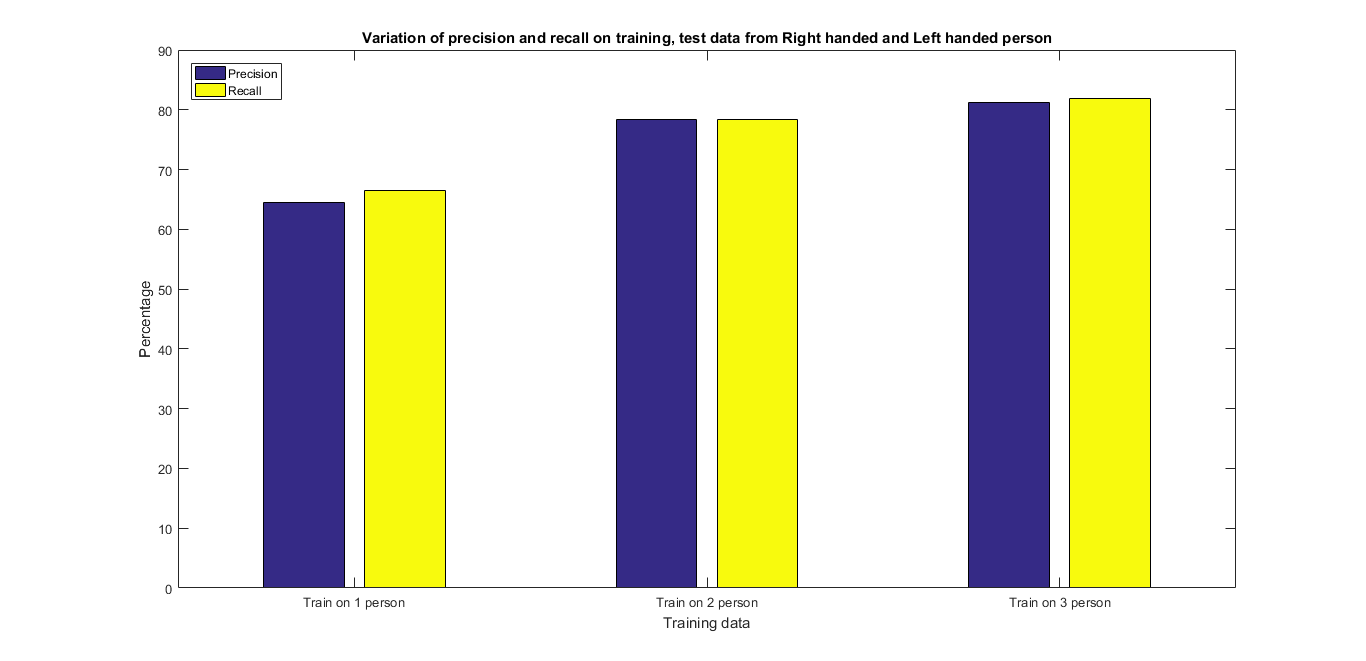 Variation of precision and recall on training, test data from Right handed and Left handed person
Precision
Recall
90
80
70
60
50
40
30
20
10
0
Percentage
Train on 1 person
Train on 2 person
Train on 3 person
Training data